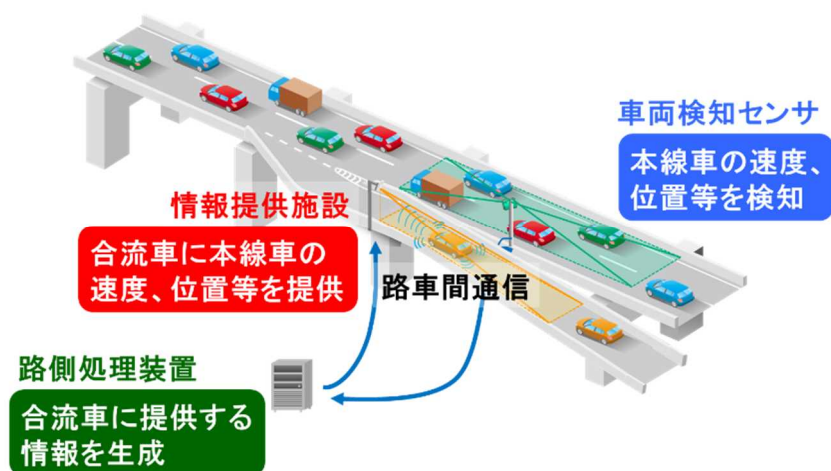 車両検知センサ
本線車の速度、
位置等を検知
情報提供施設
合流車に本線車の
速度、位置等を提供
路車間通信
路側処理装置
合流車に提供する
情報を生成